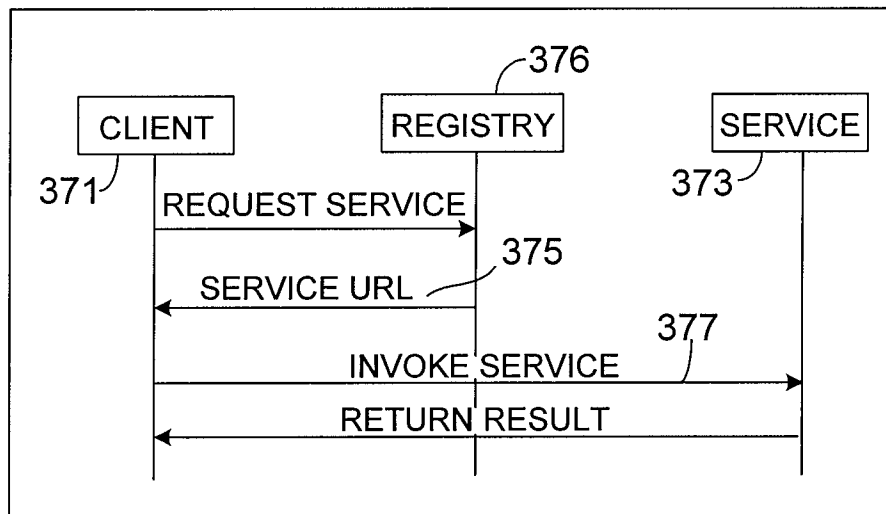 376
CLIENT
REGISTRY
SERVICE
371
373
REQUEST SERVICE
375
SERVICE URL
377
INVOKE SERVICE
RETURN RESULT